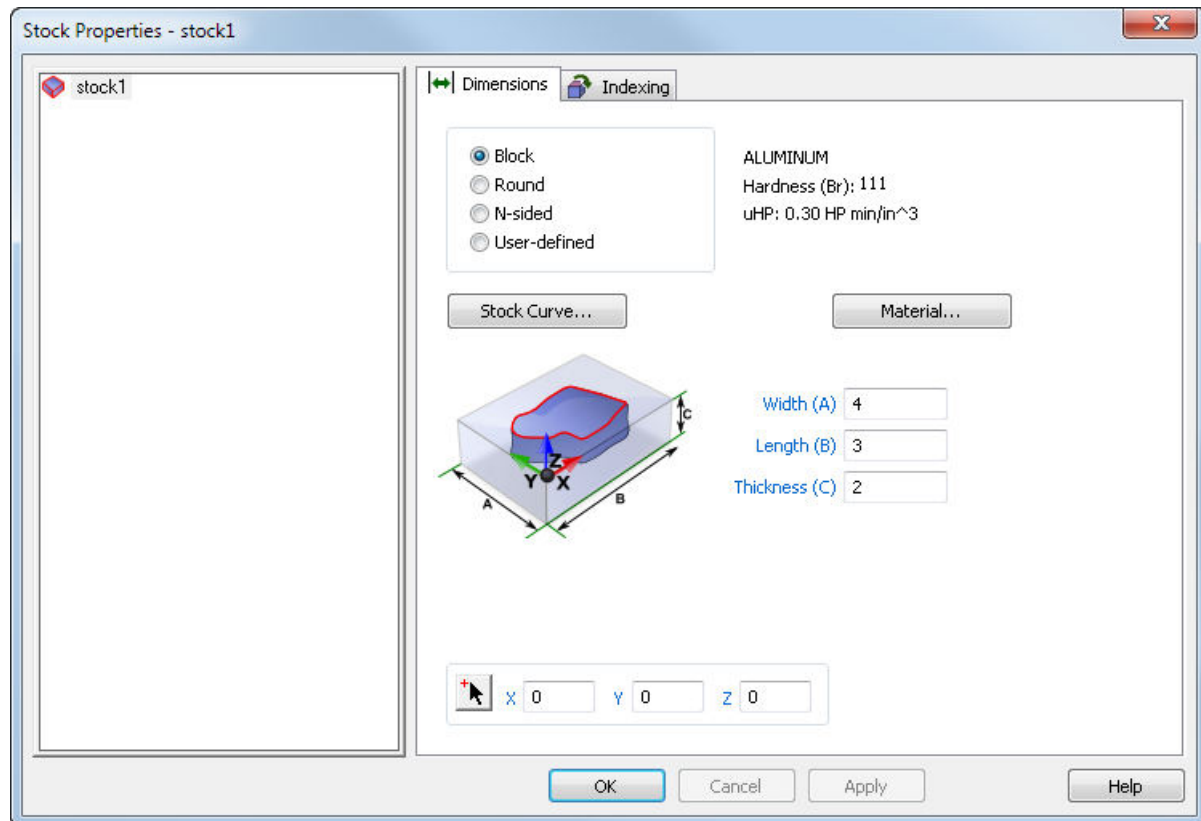 Stock Properties - stock1
stock1
Dimensions
Indexing
Block
Round
N-sided
User-defined
ALUMINUM
Hardness (Br): 111
uHP: 0.30 HP min/in^3
Stock Curve...
Material...
C
Z
Y X
A
B
Width (A) 4
Length (B) 3
Thickness (C) 2
X 0 Y 0 Z 0
OK Cancel Apply Help